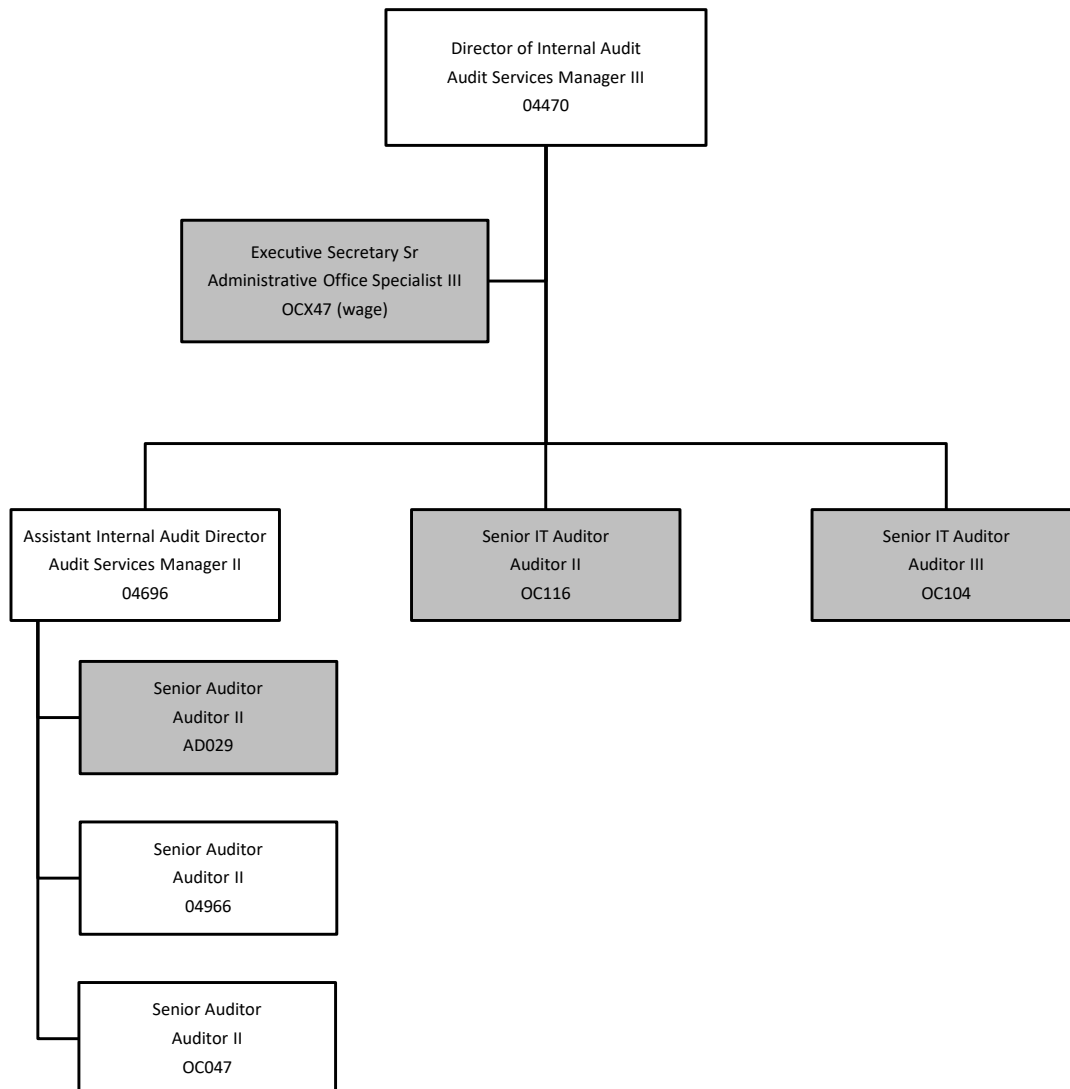 Director of Internal Audit
Audit Services Manager III
04470
Executive Secretary Sr
Administrative Office Specialist III
OCX47 (wage)
Assistant Internal Audit Director
Audit Services Manager II
04696
Senior IT Auditor
Auditor II
OC116
Senior IT Auditor
Auditor III
OC104
Senior Auditor
Auditor II
AD029
Senior Auditor
Auditor II
04966
Senior Auditor
Auditor II
OC047